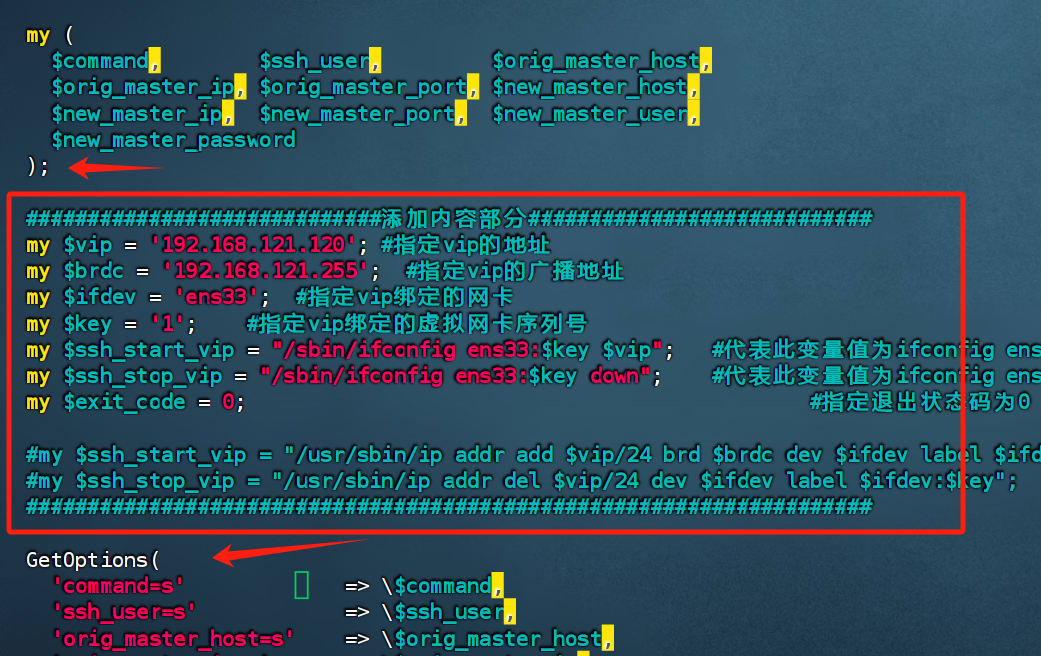 my (
$command, $ssh_user, $orig_master_host,
$orig_master_ip, $orig_master_port, $new_master_host,
$new_master_ip, $new_master_port, $new_master_user,
$new_master_password
);
#############################添加内容部分############################
my $vip = '192.168.121.120'; #指定vip的地址
my $brdc = '192.168.121.255'; #指定vip的广播地址
my $ifdev = 'ens33'; #指定vip绑定的网卡
my $key = '1'; #指定vip绑定的虚拟网卡序列号
my $ssh_start_vip = "/sbin/ifconfig ens33:$key $vip"; #代表此变量值为ifconfig ens
my $ssh_stop_vip = "/sbin/ifconfig ens33:$key down"; #代表此变量值为ifconfig ens
my $exit_code = 0; #指定退出状态码为0
#my $ssh_start_vip = "/usr/sbin/ip addr add $vip/24 brd $brdc dev $ifdev label $ifd
#my $ssh_stop_vip = "/usr/sbin/ip addr del $vip/24 dev $ifdev label $ifdev:$key";
#####################################################################
GetOptions(
'command=s' => \$command,
'ssh_user=s' => \$ssh_user,
'orig_master_host=s' => \$orig_master_host,